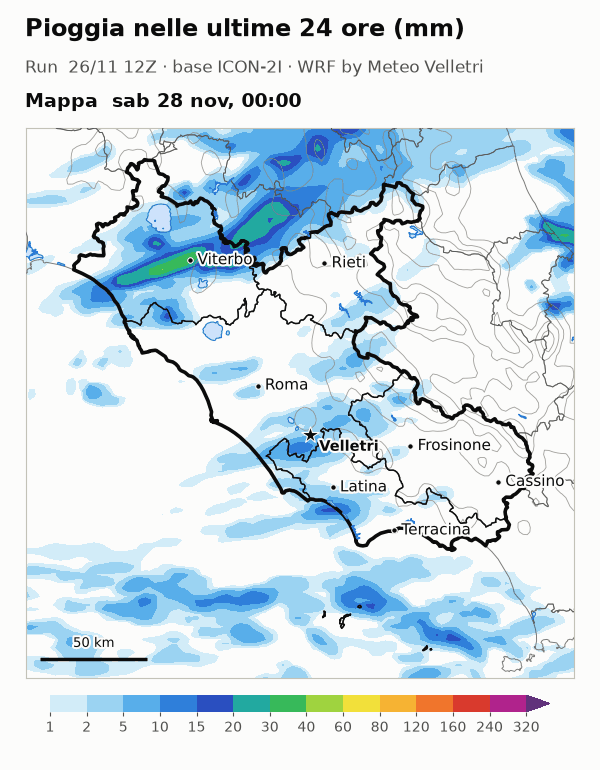 Pioggia nelle ultime 24 ore (mm)
Run  26/11 12Z · base ICON-2I · WRF by Meteo Velletri
Mappa  sab 28 nov, 00:00
Viterbo
Rieti
Roma
Velletri
Frosinone
Cassino
Latina
Terracina
50 km
1 2 5 10 15 20 30 40 60 80 120 160 240 320